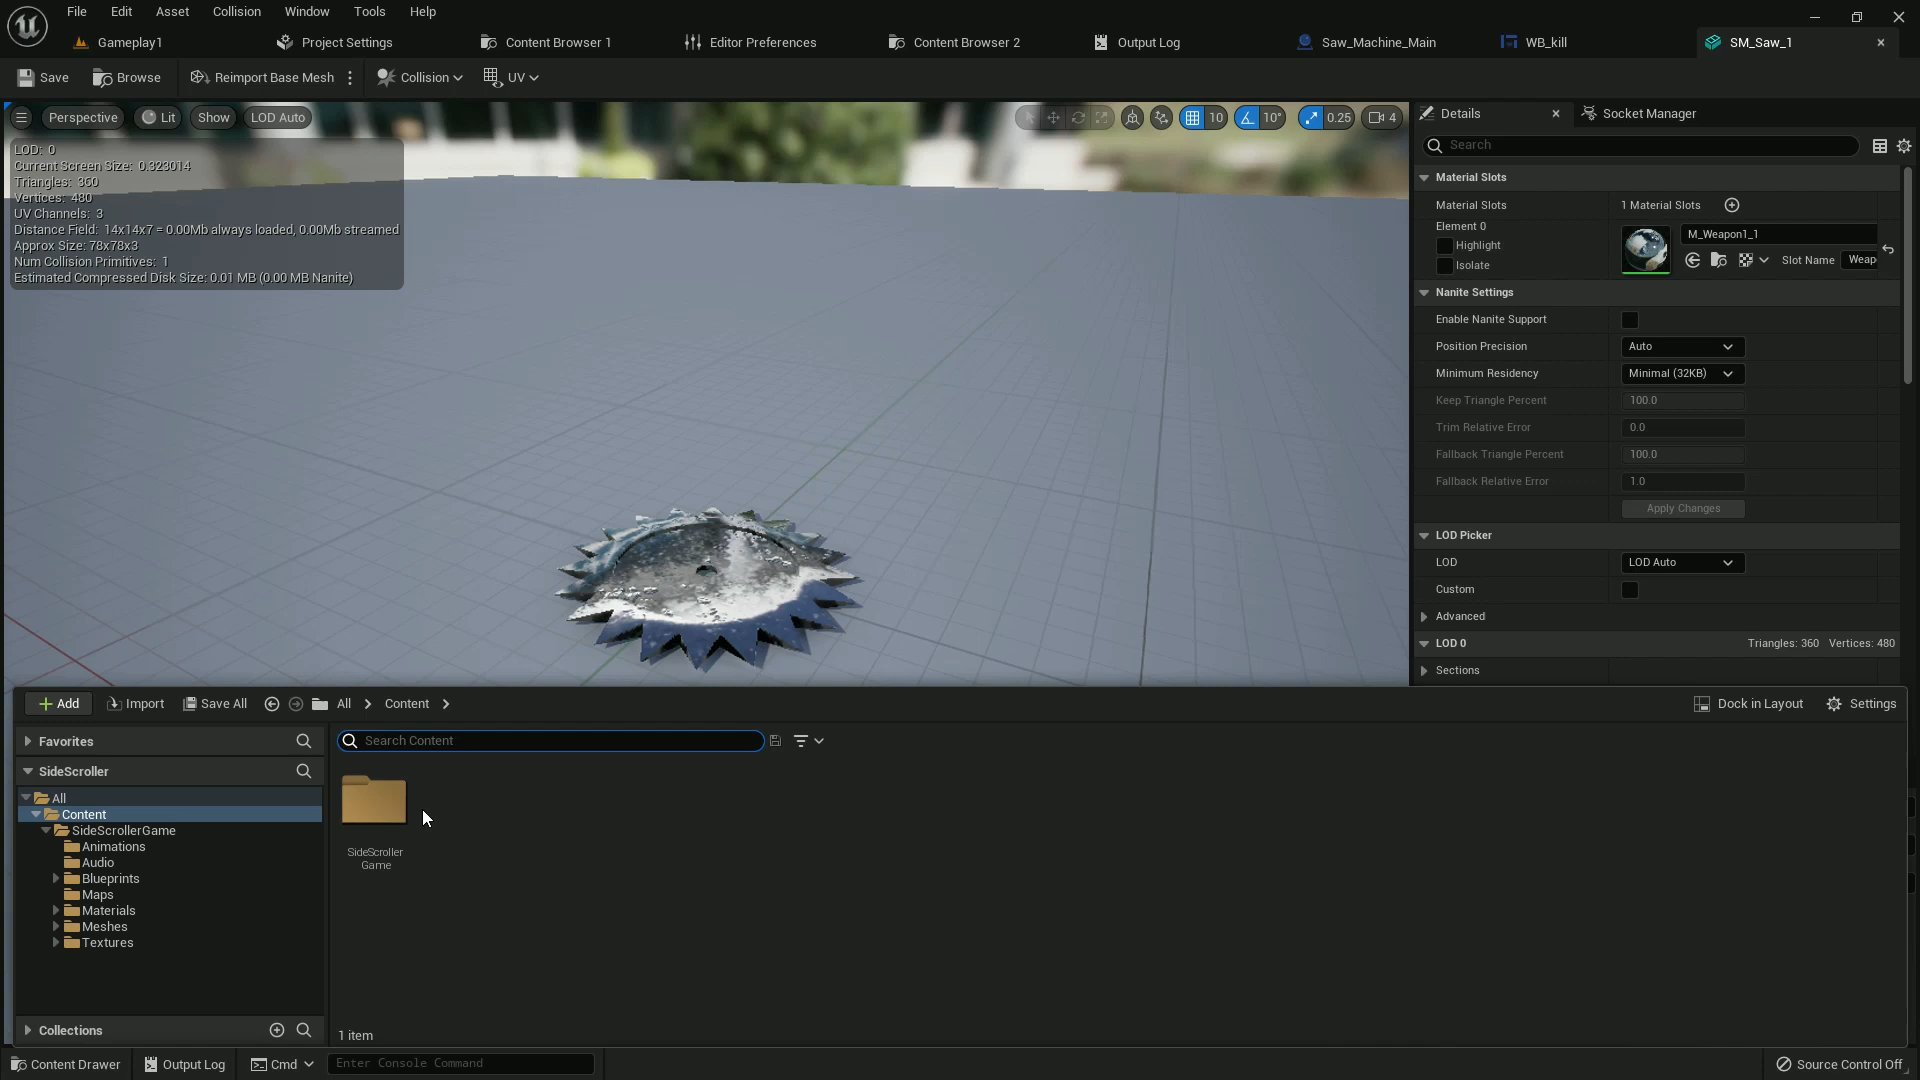 File Edit Asset Collision Window Tools Help
Gameplay1 Project Settings Content Browser 1 Editor Preferences Content Browser 2 Output Log Saw_Machine_Main WB_kill SM_Saw_1
Save Browse Reimport Base Mesh Collision UV
Perspective Lit Show LOD Auto 10 10° 0.25 4
LOD: 0
Current Screen Size: 0.323014
Triangles: 360
Vertices: 480
UV Channels: 3
Distance Field: 14x14x7 = 0.00Mb always loaded, 0.00Mb streamed
Approx Size: 78x78x3
Num Collision Primitives: 1
Estimated Compressed Disk Size: 0.01 MB (0.00 MB Nanite)
Details Socket Manager
Search
Material Slots
Material Slots 1 Material Slots
Element 0 M_Weapon1_1
Highlight
Isolate Slot Name Weap
Nanite Settings
Enable Nanite Support
Position Precision Auto
Minimum Residency Minimal (32KB)
Keep Triangle Percent 100.0
Trim Relative Error 0.0
Fallback Triangle Percent 100.0
Fallback Relative Error 1.0
Apply Changes
LOD Picker
LOD LOD Auto
Custom
Advanced
LOD 0 Triangles: 360 Vertices: 480
Sections
Add Import Save All All Content Dock in Layout Settings
Favorites Search Content
SideScroller
All
Content
SideScrollerGame
Animations
Audio
Blueprints
Maps
Materials
Meshes
Textures
SideScroller
Game
Collections 1 item
Content Drawer Output Log Cmd Enter Console Command Source Control Off